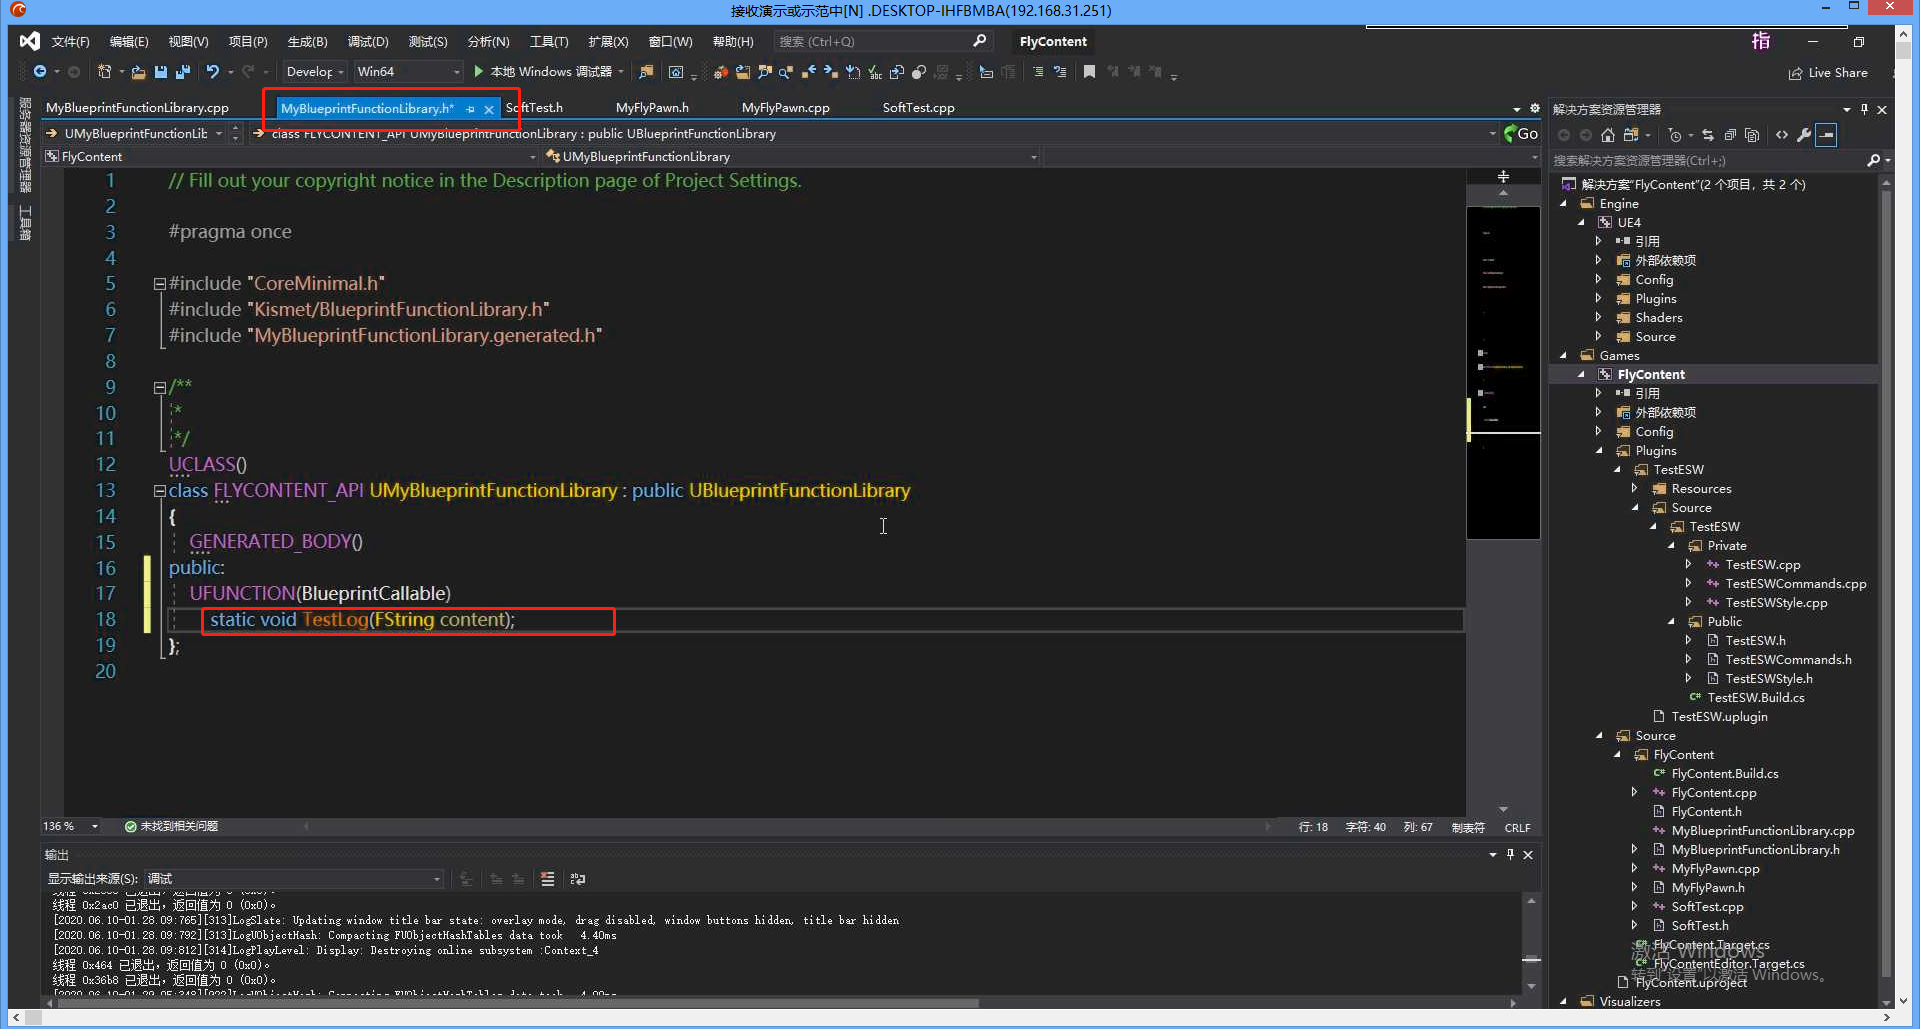 接收演示或示范中[N] .DESKTOP-IHFBMBA(192.168.31.251)
文件(F) 编辑(E) 视图(V) 项目(P) 生成(B) 调试(D) 测试(S) 分析(N) 工具(T) 扩展(X) 窗口(W) 帮助(H) 搜索 (Ctrl+Q) FlyContent 指
Develop Win64 本地 Windows 调试器 Live Share
服务器资源管理器
工具箱
MyBlueprintFunctionLibrary.cpp MyBlueprintFunctionLibrary.h* SoftTest.h MyFlyPawn.h MyFlyPawn.cpp SoftTest.cpp
UMyBlueprintFunctionLib class FLYCONTENT_API UMyBlueprintFunctionLibrary : public UBlueprintFunctionLibrary Go
FlyContent UMyBlueprintFunctionLibrary
1 // Fill out your copyright notice in the Description page of Project Settings.
2
3 #pragma once
4
5 #include "CoreMinimal.h"
6 #include "Kismet/BlueprintFunctionLibrary.h"
7 #include "MyBlueprintFunctionLibrary.generated.h"
8
9 /**
10 *
11 */
12 UCLASS()
13 class FLYCONTENT_API UMyBlueprintFunctionLibrary : public UBlueprintFunctionLibrary
14 {
15 GENERATED_BODY()
16 public:
17 UFUNCTION(BlueprintCallable)
18 static void TestLog(FString content);
19 };
20
136 % 未找到相关问题 行: 18 字符: 40 列: 67 制表符 CRLF
输出
显示输出来源(S): 调试
线程 0x2ac0 已退出，返回值为 0 (0x0)。
[2020.06.10-01.28.09:765][313]LogSlate: Updating window title bar state: overlay mode, drag disabled, window buttons hidden, title bar hidden
[2020.06.10-01.28.09:792][313]LogUObjectHash: Compacting FUObjectHashTables data took 4.40ms
[2020.06.10-01.28.09:812][314]LogPlayLevel: Display: Destroying online subsystem :Context_4
线程 0x464 已退出，返回值为 0 (0x0)。
线程 0x36b8 已退出，返回值为 0 (0x0)。
解决方案资源管理器
搜索解决方案资源管理器(Ctrl+;)
解决方案"FlyContent"(2 个项目，共 2 个)
Engine
UE4
引用
外部依赖项
Config
Plugins
Shaders
Source
Games
FlyContent
引用
外部依赖项
Config
Plugins
TestESW
Resources
Source
TestESW
Private
TestESW.cpp
TestESWCommands.cpp
TestESWStyle.cpp
Public
TestESW.h
TestESWCommands.h
TestESWStyle.h
TestESW.Build.cs
TestESW.uplugin
Source
FlyContent
FlyContent.Build.cs
FlyContent.cpp
FlyContent.h
MyBlueprintFunctionLibrary.cpp
MyBlueprintFunctionLibrary.h
MyFlyPawn.cpp
MyFlyPawn.h
SoftTest.cpp
SoftTest.h
FlyContent.Target.cs
激活 Windows
FlyContentEditor.Target.cs
转到"设置"以激活 Windows。
FlyContent.uproject
Visualizers